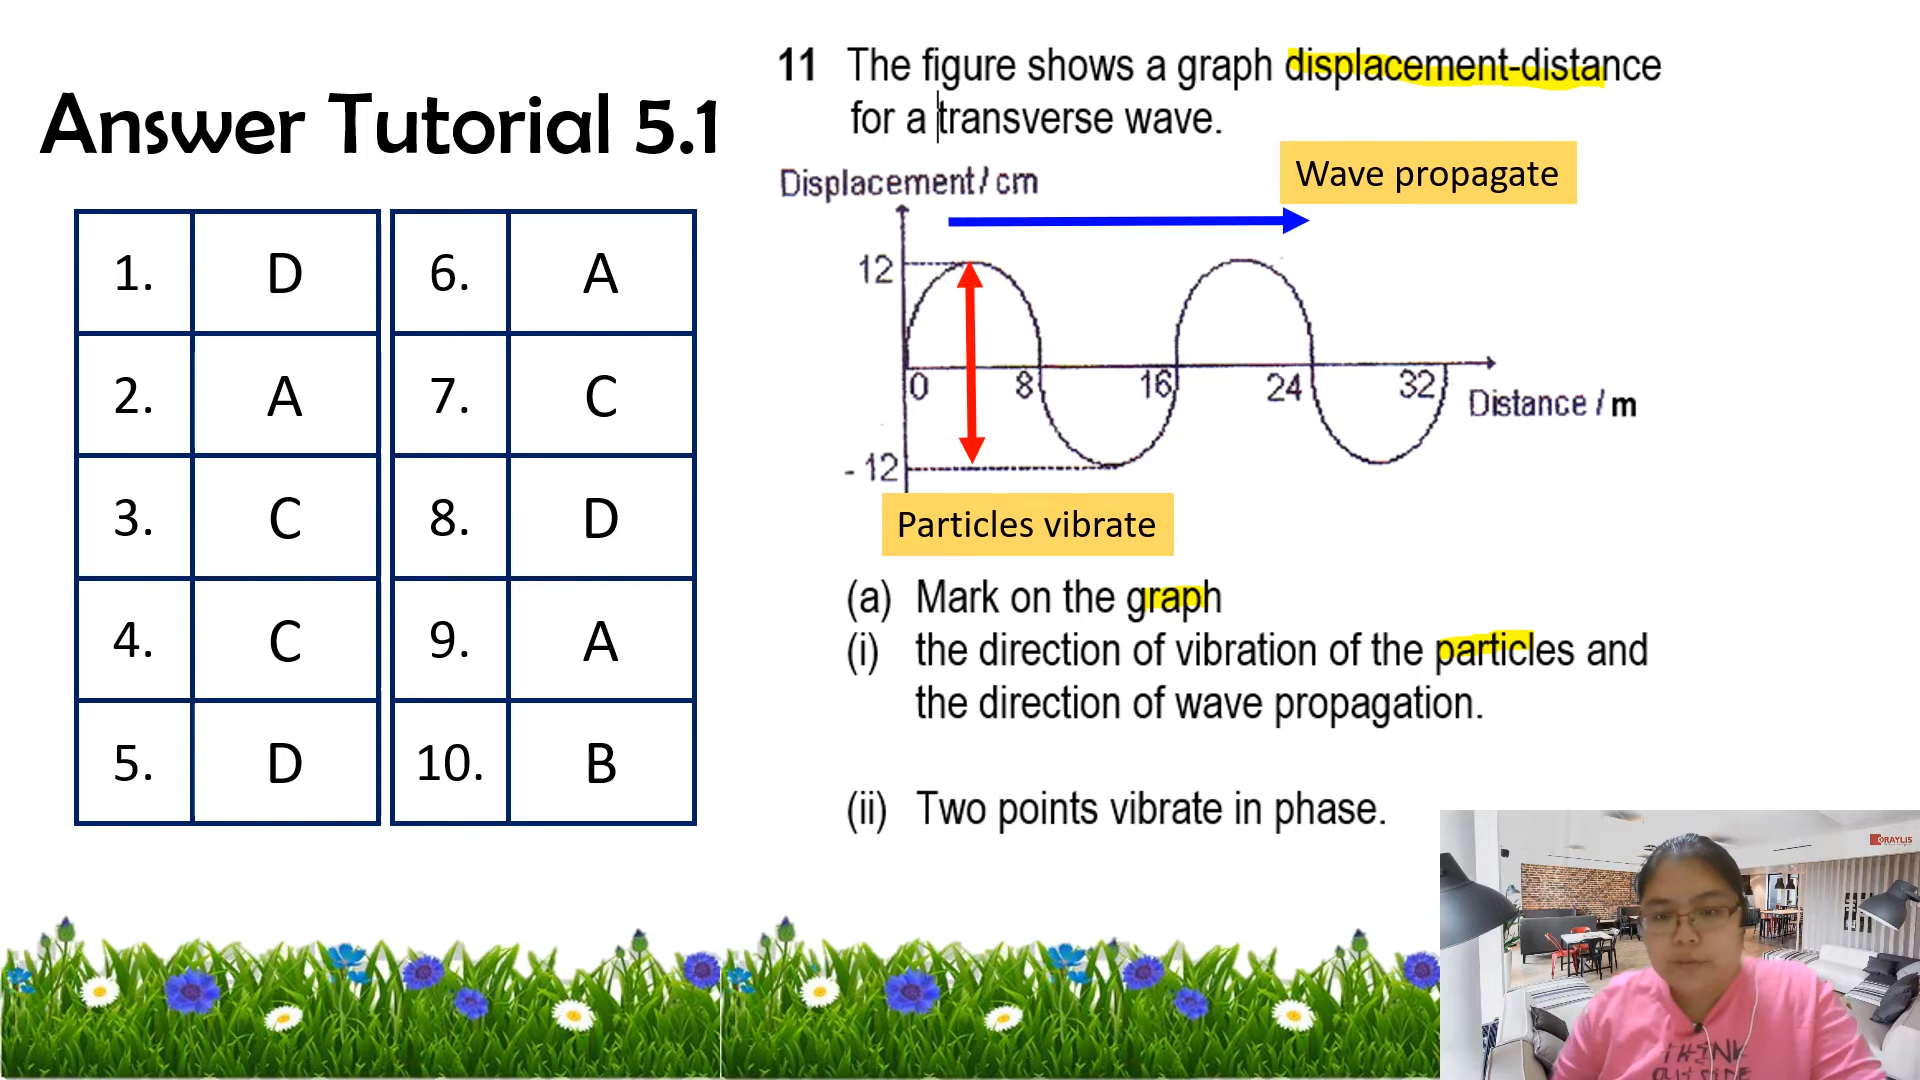 Answer Tutorial 5.1
1. D
2. A
3. C
4. C
5. D
6. A
7. C
8. D
9. A
10. B
11 The figure shows a graph displacement-distance
for a transverse wave.
Wave propagate
Displacement / cm
12
0 8 16 24 32
Distance / m
- 12
Particles vibrate
(a) Mark on the graph
(i) the direction of vibration of the particles and
the direction of wave propagation.
(ii) Two points vibrate in phase.
ORAYLIS
THINK
OUTSIDE